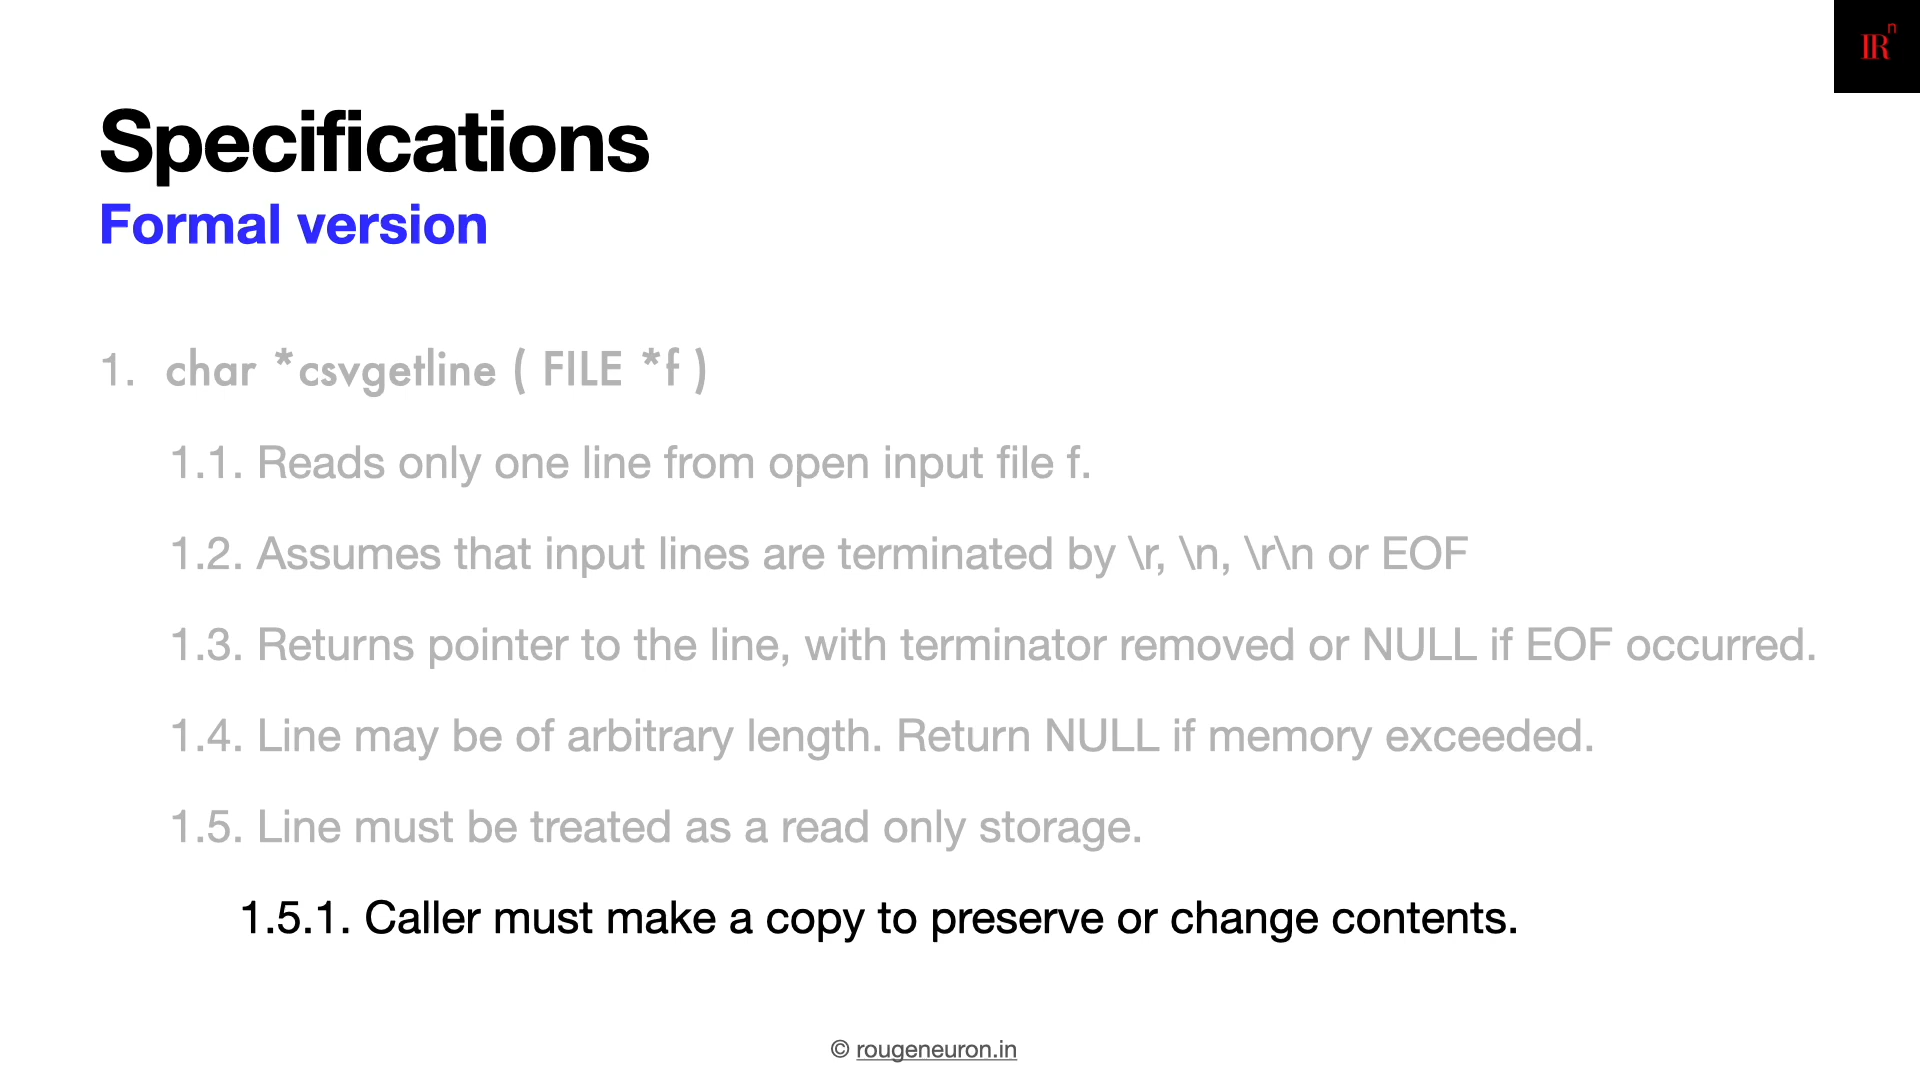 IRⁿ
Specifications
Formal version
1. char *csvgetline ( FILE *f )
1.1. Reads only one line from open input file f.
1.2. Assumes that input lines are terminated by \r, \n, \r\n or EOF
1.3. Returns pointer to the line, with terminator removed or NULL if EOF occurred.
1.4. Line may be of arbitrary length. Return NULL if memory exceeded.
1.5. Line must be treated as a read only storage.
1.5.1. Caller must make a copy to preserve or change contents.
© rougeneuron.in